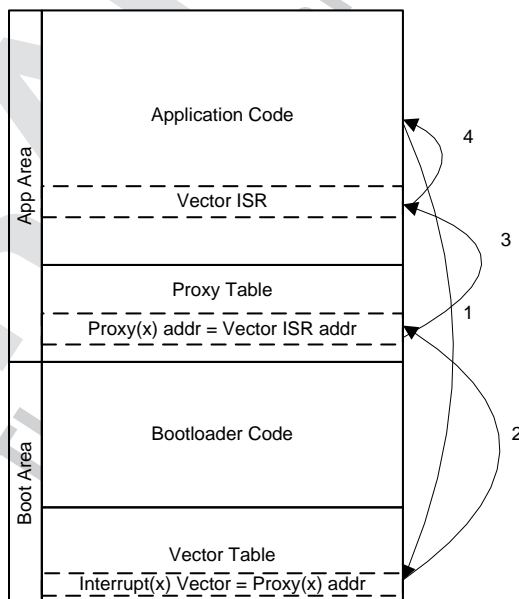 Application Code
4
App Area
Vector ISR
3
Proxy Table
1
Proxy(x) addr = Vector ISR addr
2
Bootloader Code
Boot Area
Vector Table
Interrupt(x) Vector = Proxy(x) addr